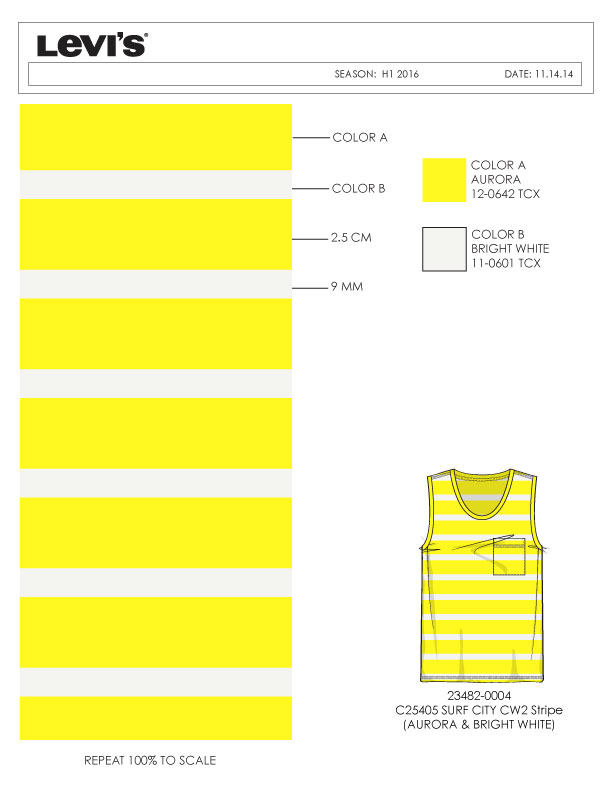 LEVI'S®
SEASON: H1 2016 DATE: 11.14.14
COLOR A
COLOR B
2.5 CM
9 MM
COLOR A
AURORA
12-0642 TCX
COLOR B
BRIGHT WHITE
11-0601 TCX
23482-0004
C25405 SURF CITY CW2 Stripe
(AURORA & BRIGHT WHITE)
REPEAT 100% TO SCALE